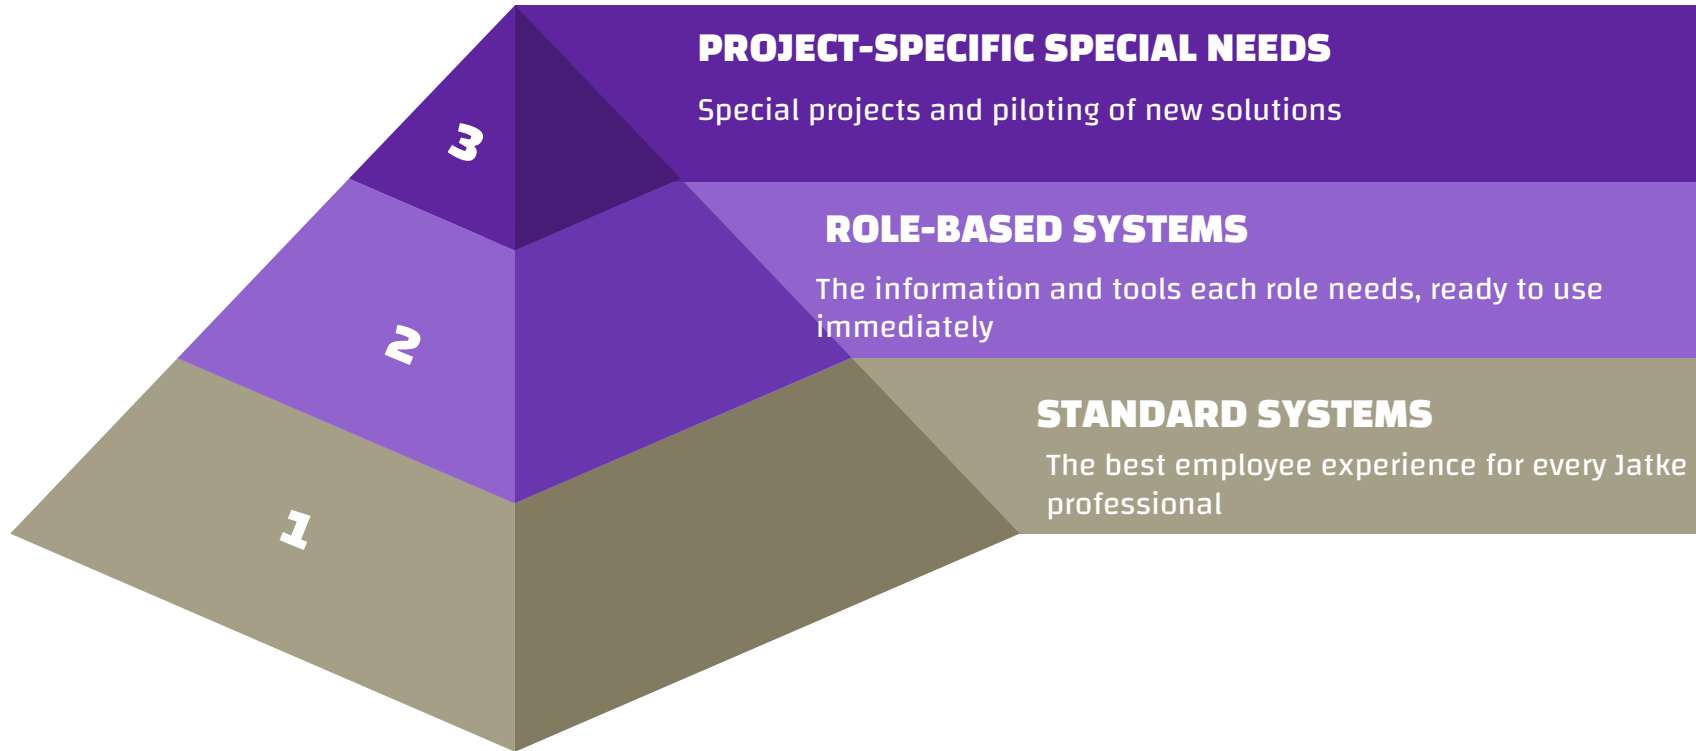 PROJECT-SPECIFIC SPECIAL NEEDS
Special projects and piloting of new solutions
3
ROLE-BASED SYSTEMS
The information and tools each role needs, ready to use
immediately
2
STANDARD SYSTEMS
The best employee experience for every Jatke
professional
1